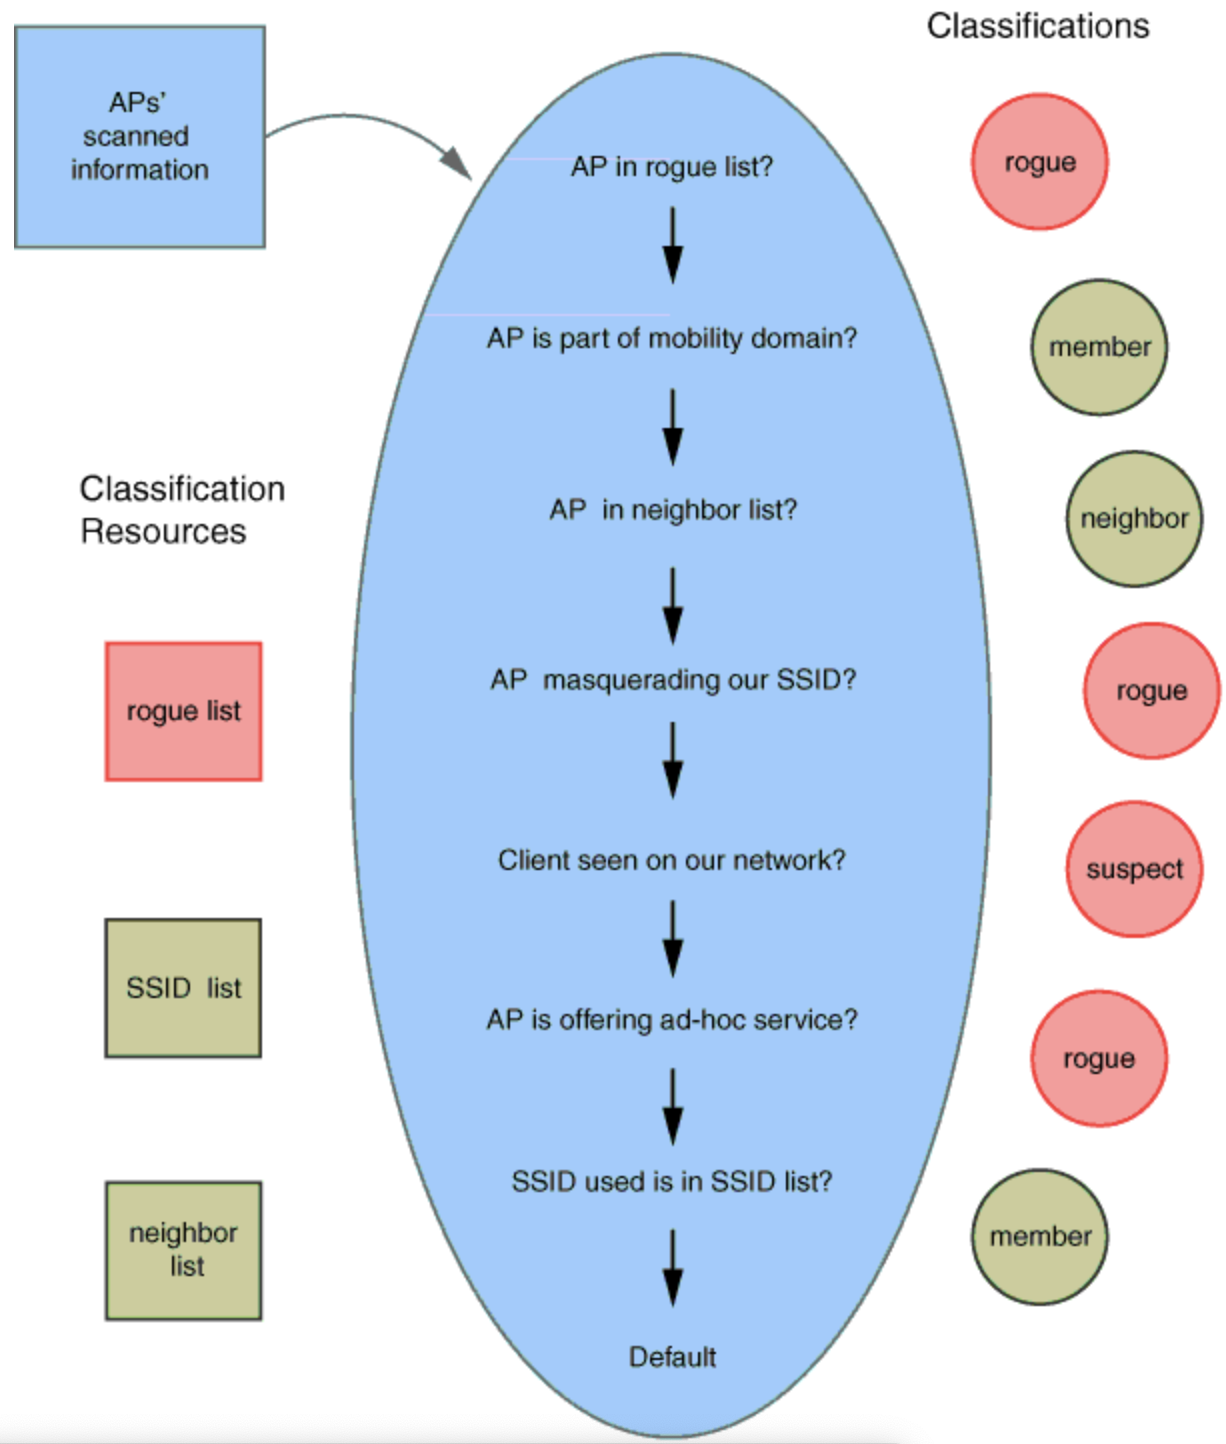 Classifications
APs'
scanned
information
AP in rogue list?
rogue
AP is part of mobility domain?
member
Classification
Resources
AP in neighbor list?
neighbor
rogue list
AP masquerading our SSID?
rogue
Client seen on our network?
suspect
SSID list
AP is offering ad-hoc service?
rogue
neighbor
list
SSID used is in SSID list?
member
Default